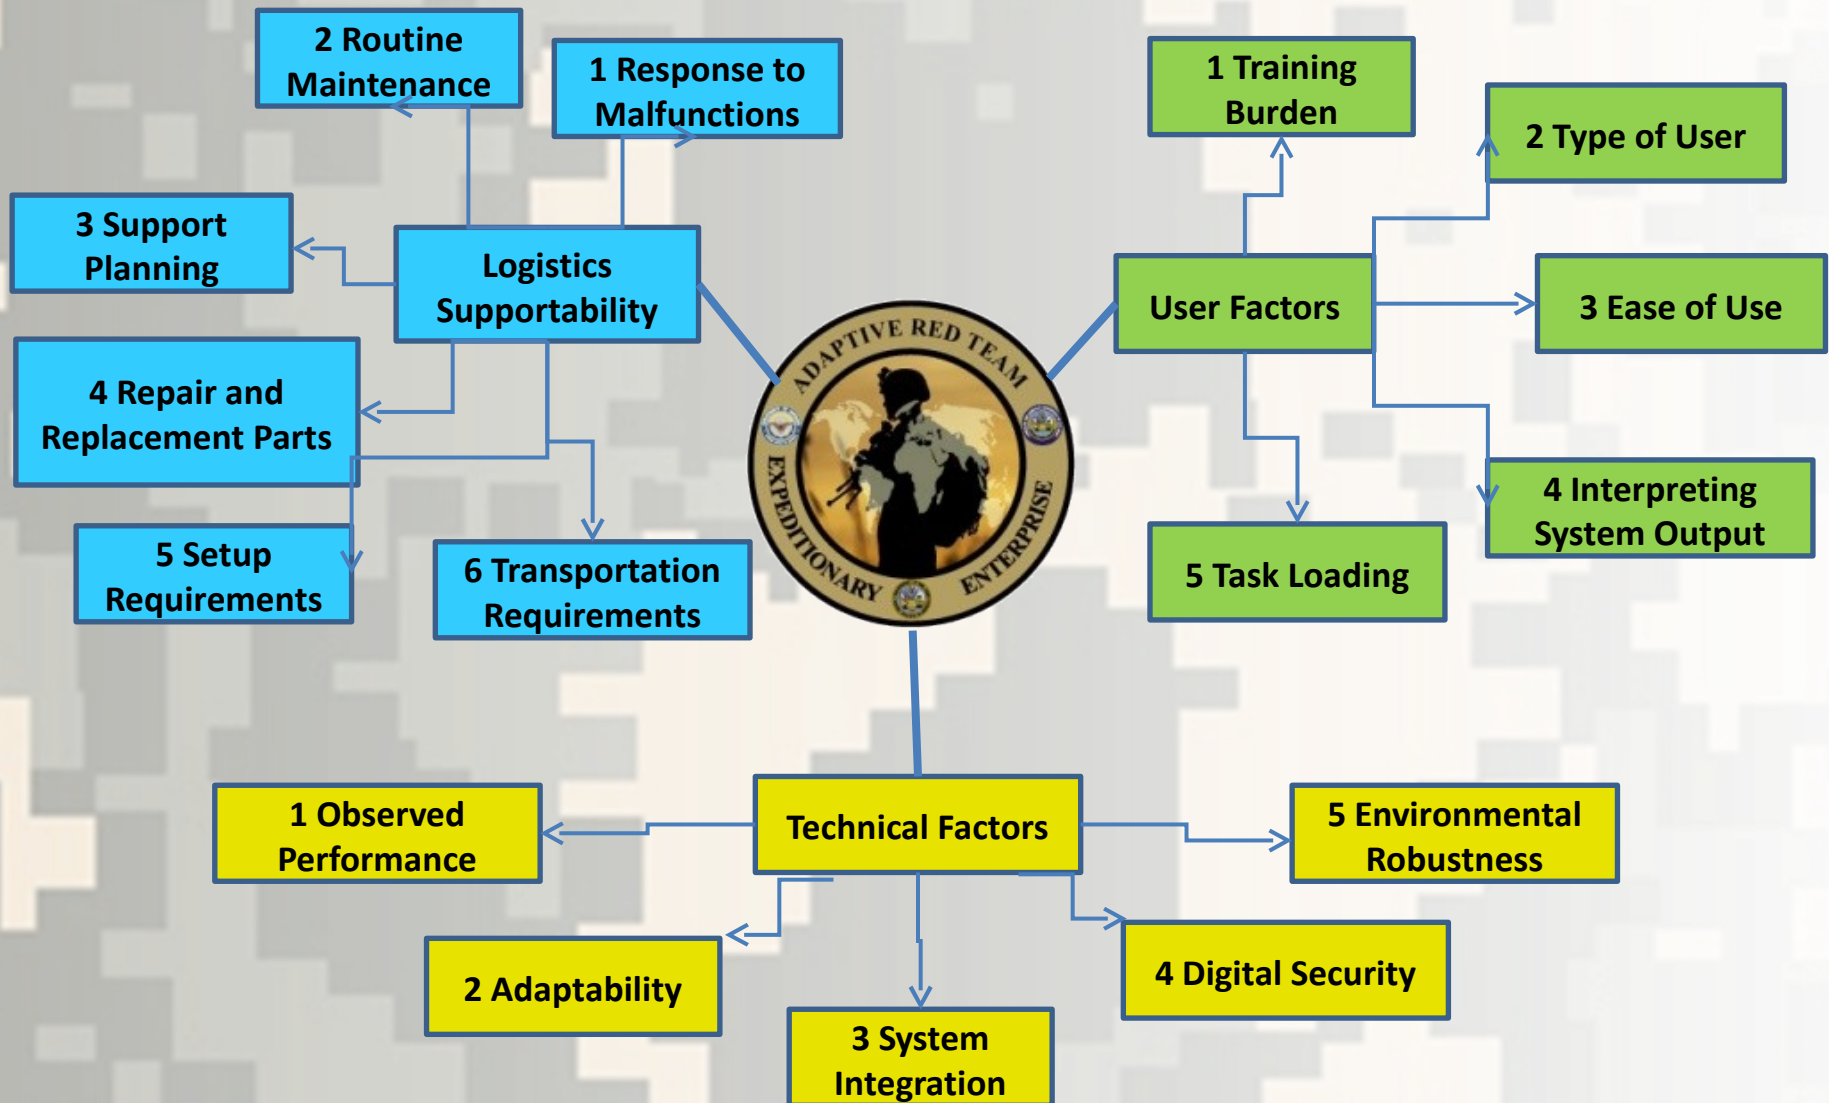 2 Routine
Maintenance
1 Response to
Malfunctions
3 Support
Planning
Logistics
Supportability
4 Repair and
Replacement Parts
5 Setup
Requirements
6 Transportation
Requirements
ADAPTIVE RED TEAM
EXPEDITIONARY
ENTERPRISE
1 Training
Burden
2 Type of User
User Factors
3 Ease of Use
4 Interpreting
System Output
5 Task Loading
Technical Factors
1 Observed
Performance
2 Adaptability
3 System
Integration
4 Digital Security
5 Environmental
Robustness